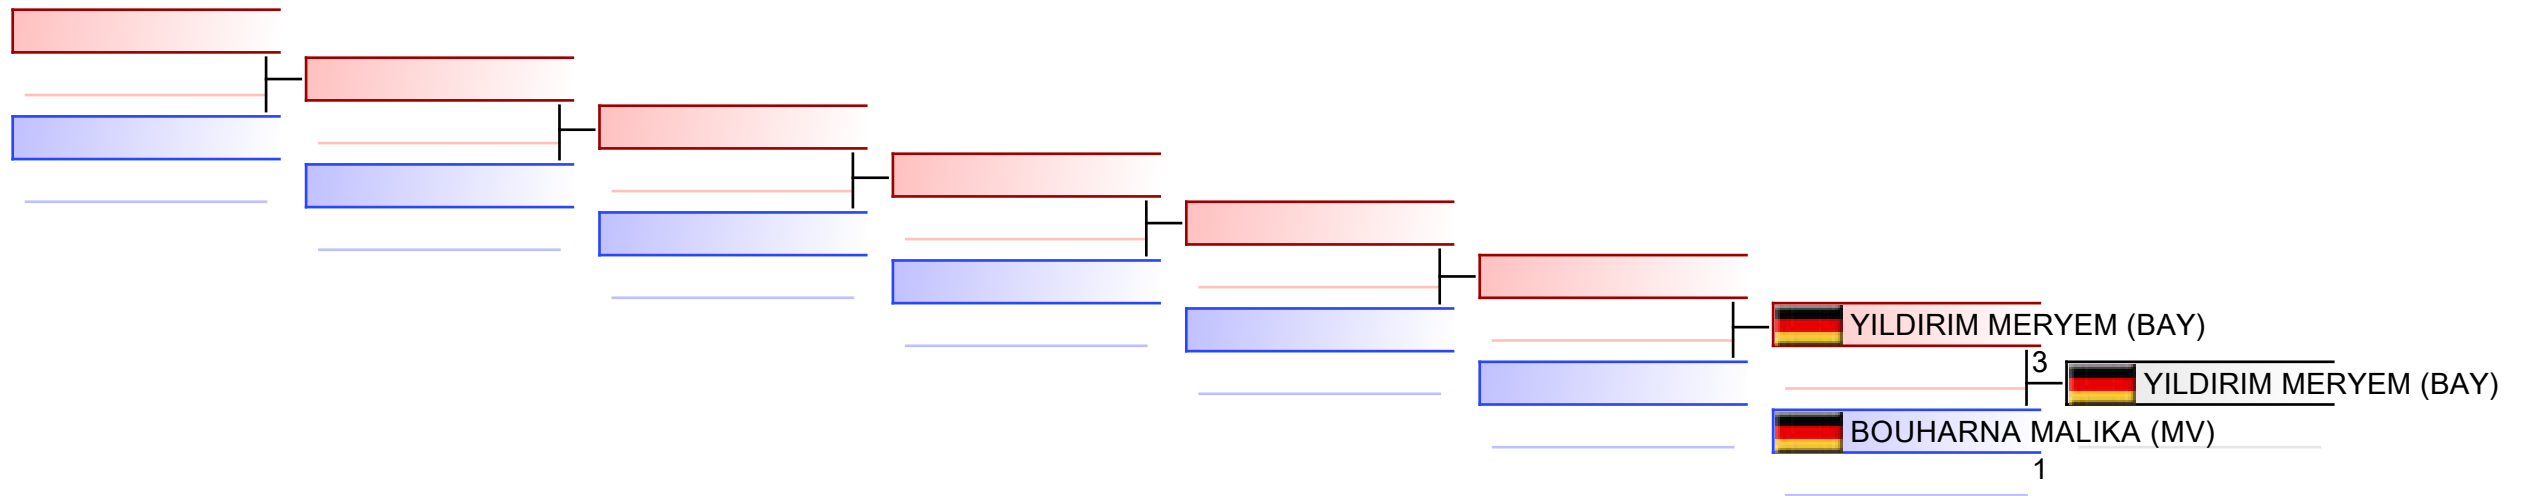 YILDIRIM MERYEM (BAY)
3
YILDIRIM MERYEM (BAY)
BOUHARNA MALIKA (MV)
1